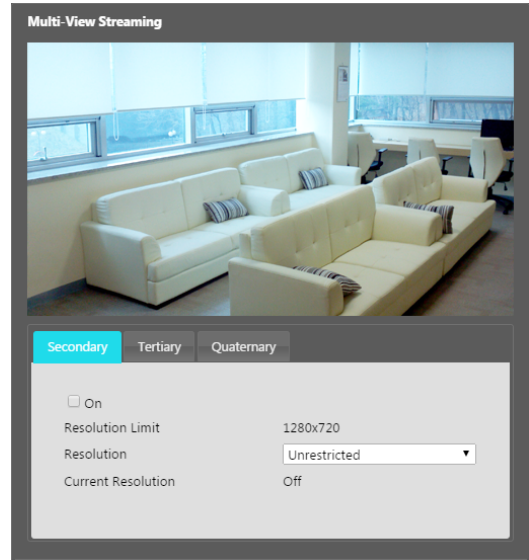 Multi-View Streaming
Secondary Tertiary Quaternary
On
Resolution Limit 1280x720
Resolution Unrestricted
Current Resolution Off